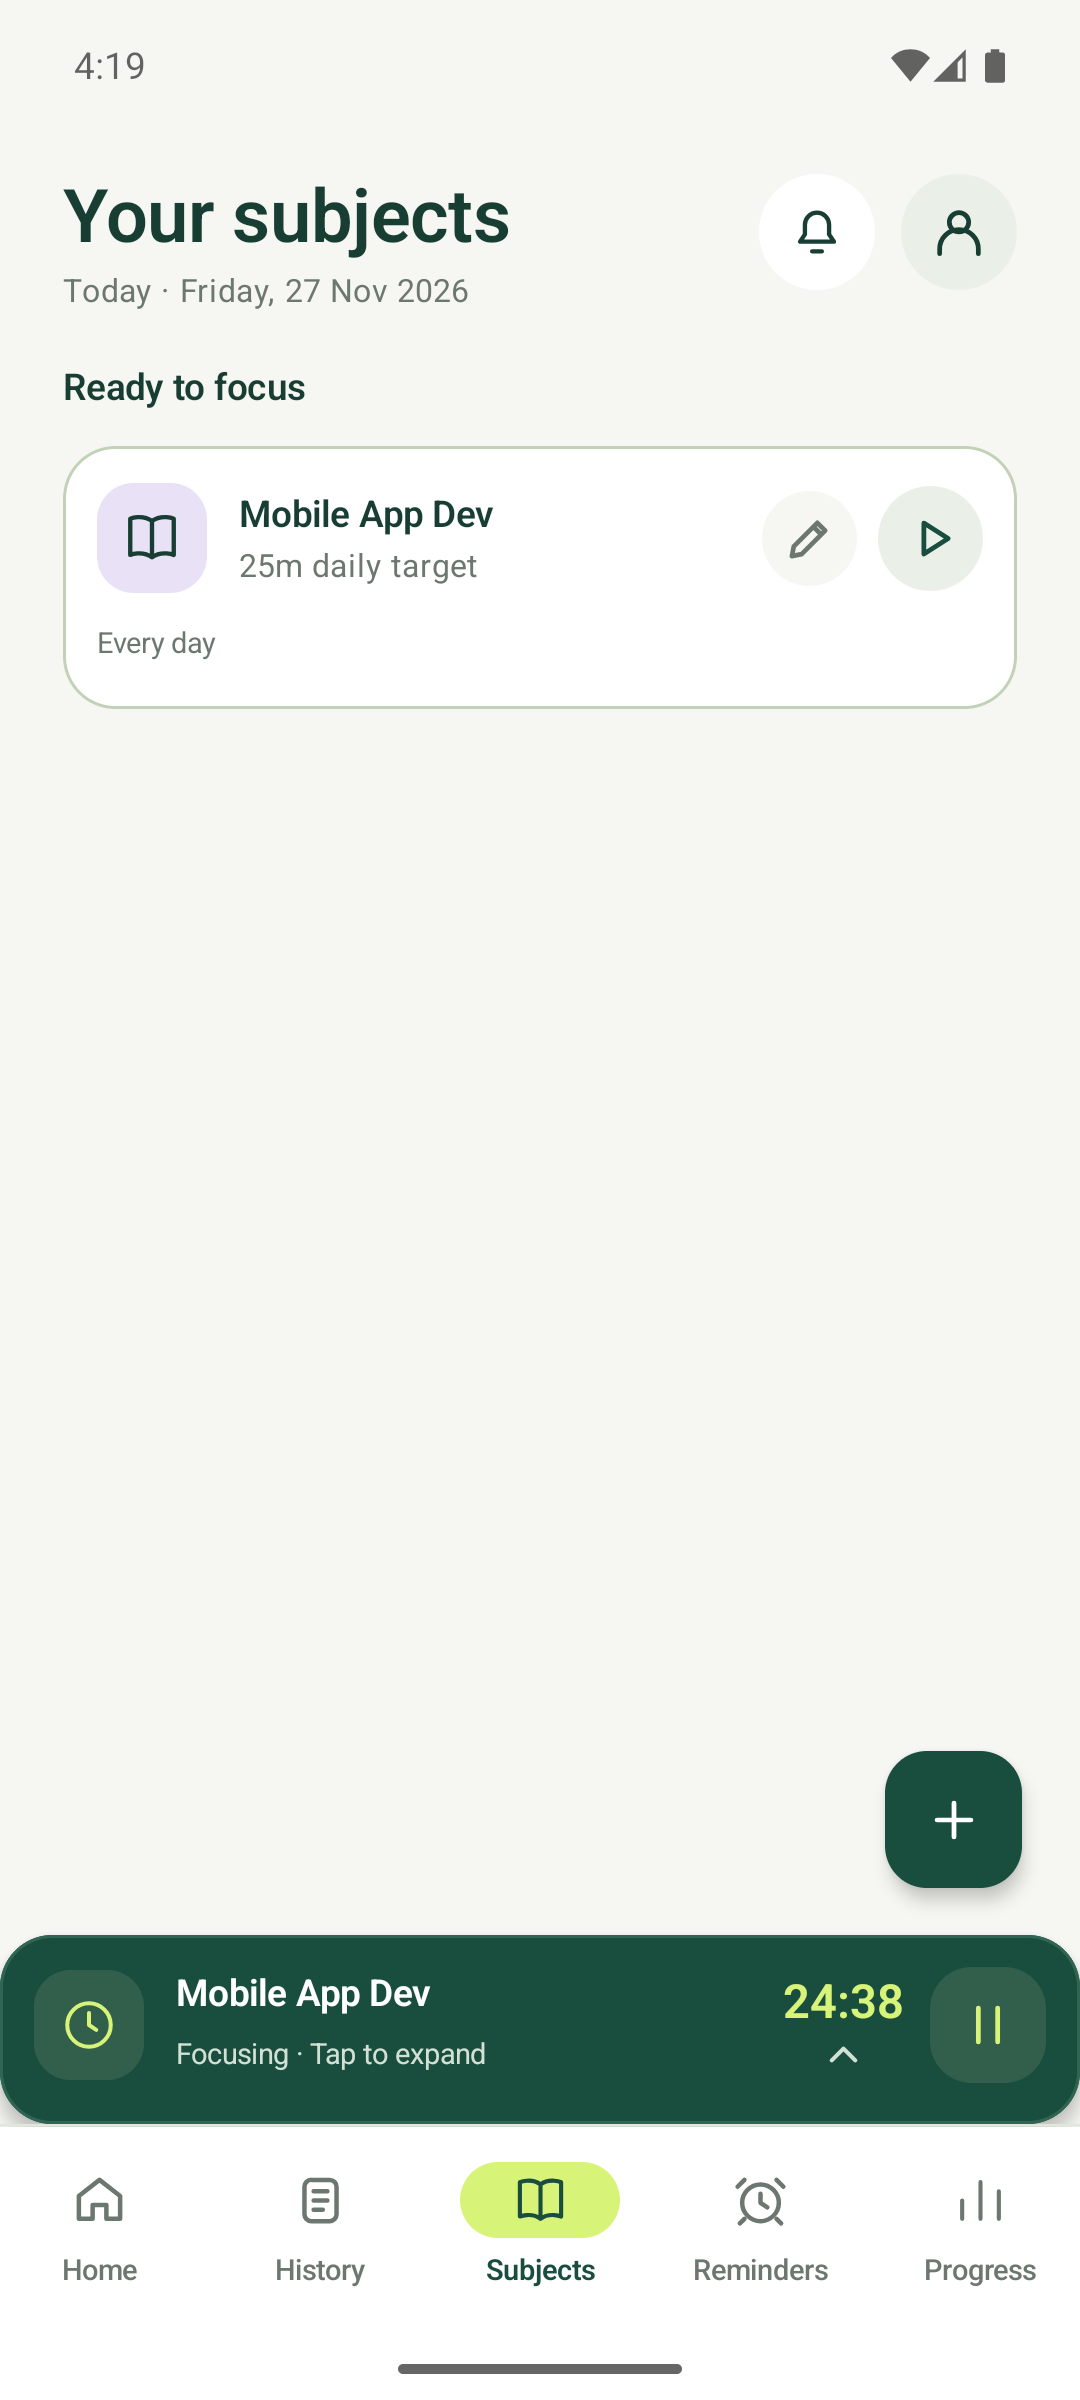 4:19
Your subjects
Today · Friday, 27 Nov 2026
Ready to focus
Mobile App Dev
25m daily target
Every day
Mobile App Dev
Focusing · Tap to expand
24:38
Home
History
Subjects
Reminders
Progress